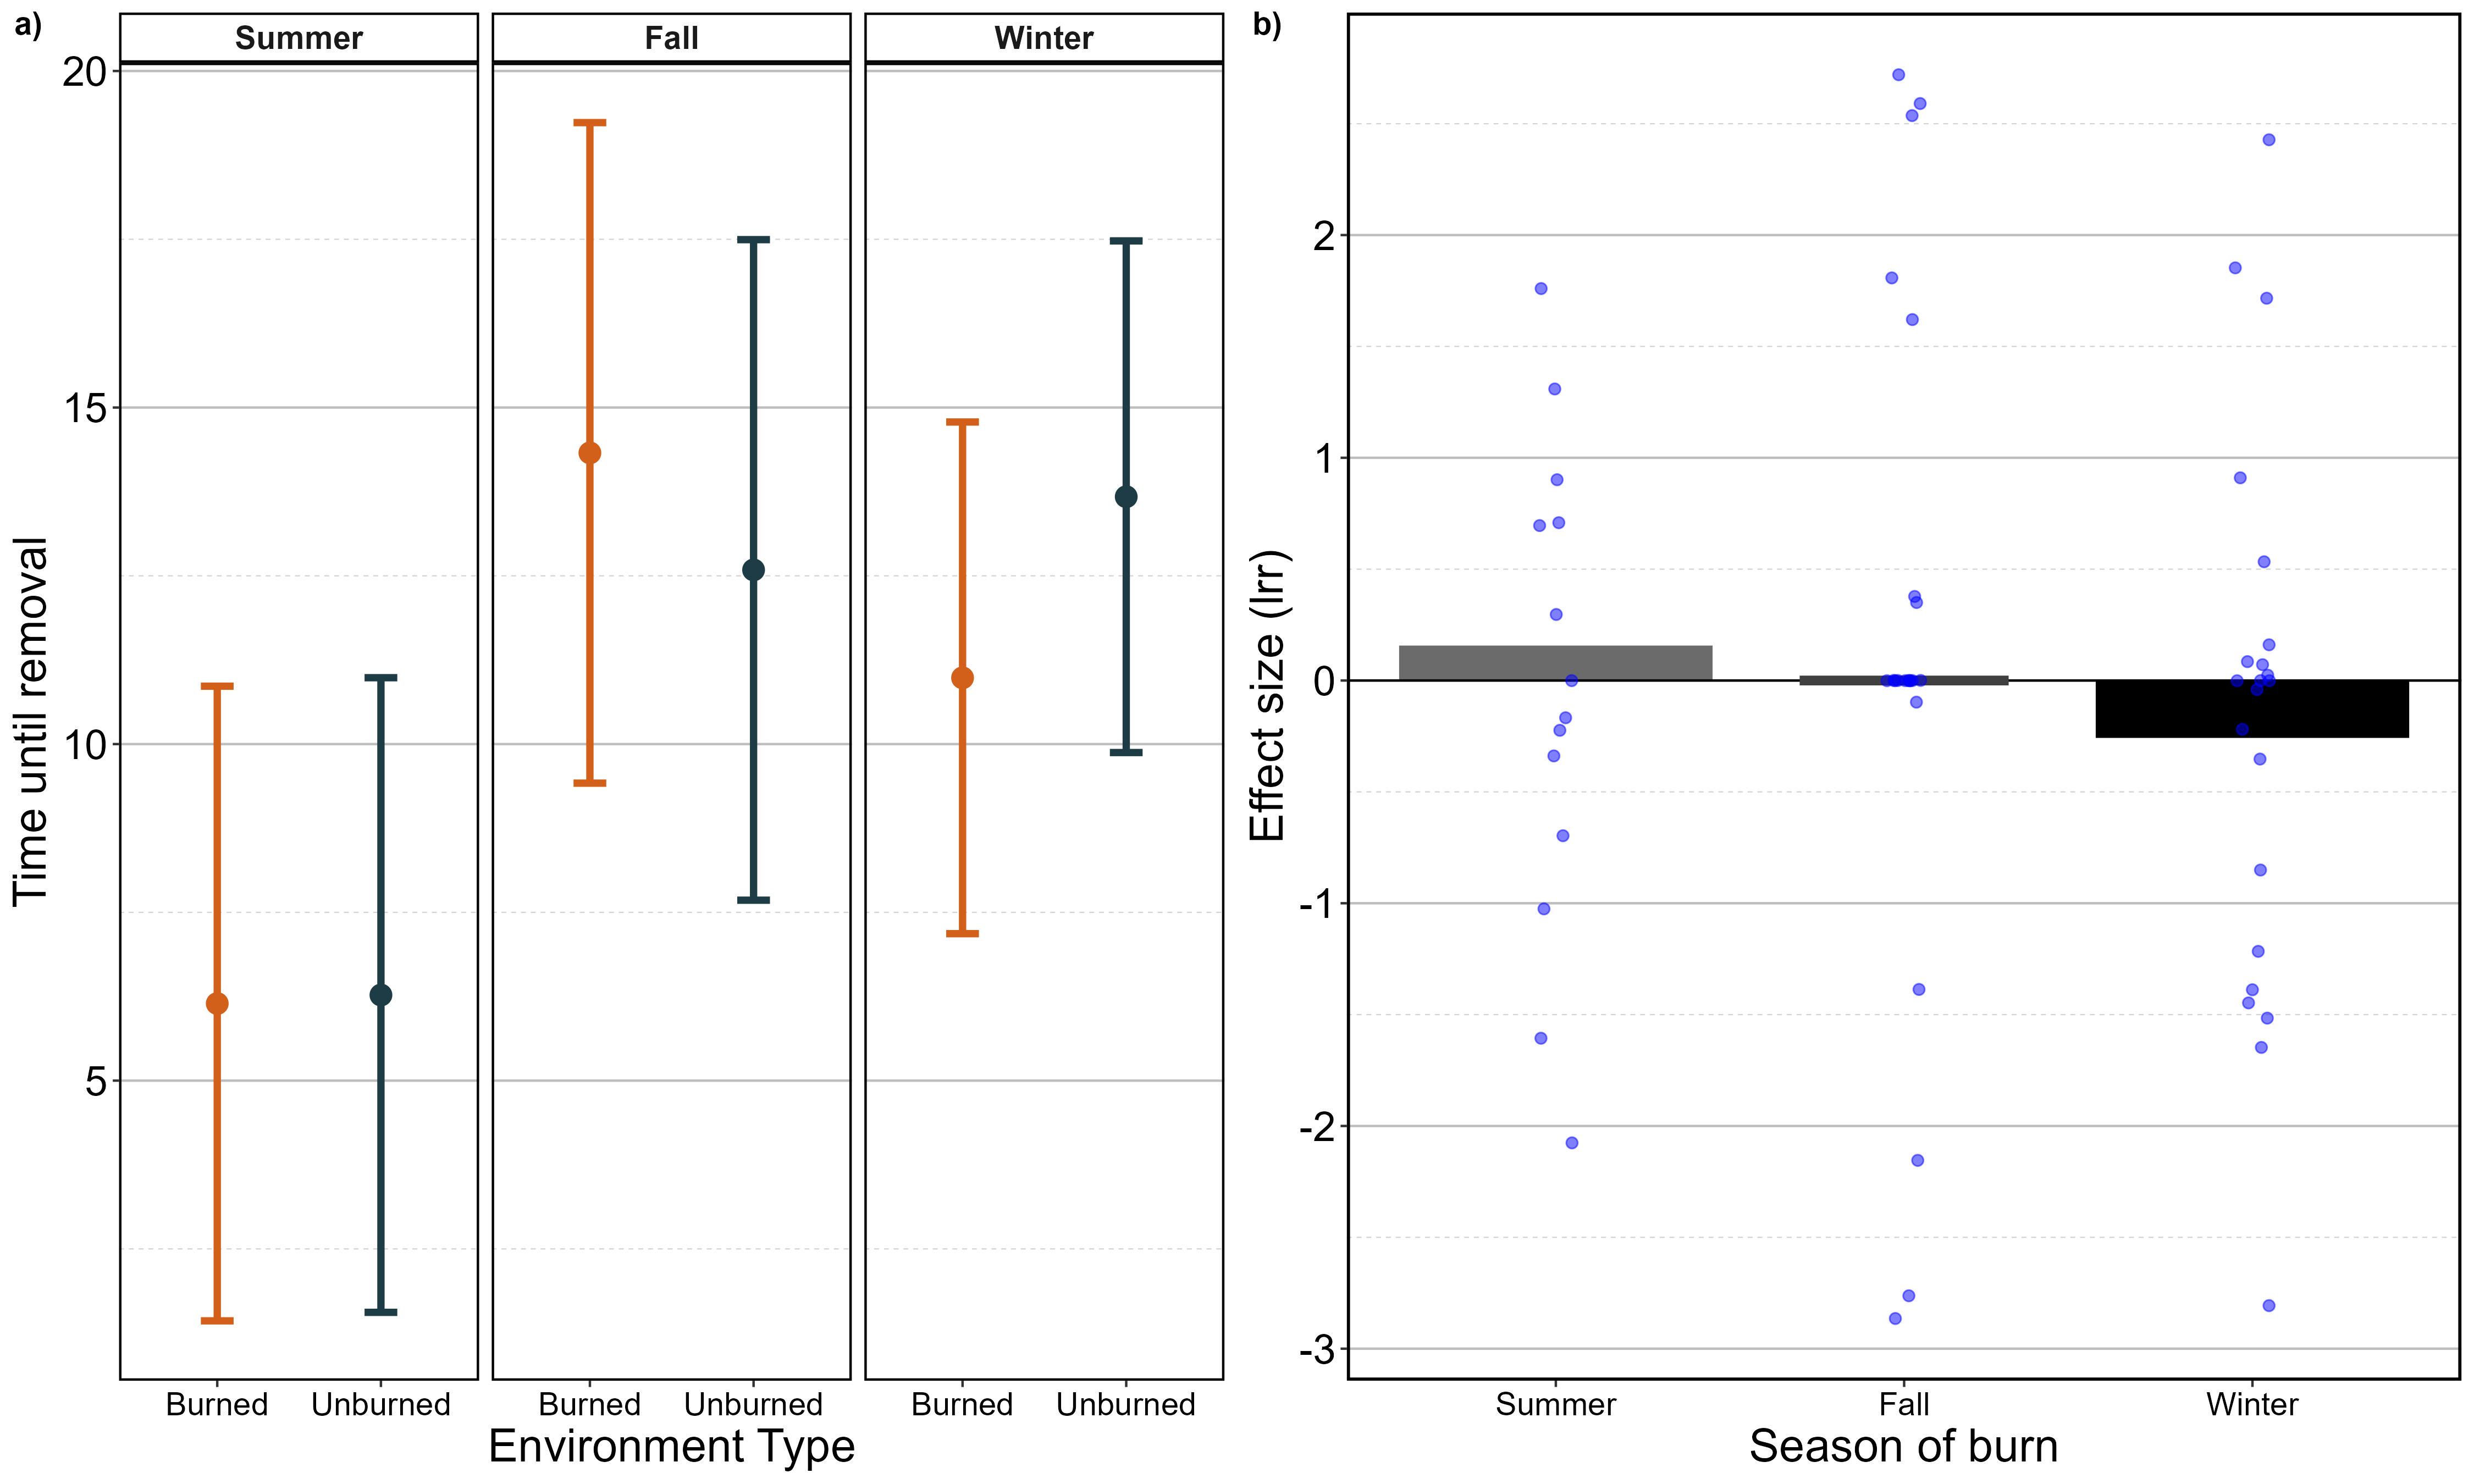 a)
Summer
Fall
Winter
20
15
10
5
Time until removal
Burned
Unburned
Burned
Unburned
Burned
Unburned
Environment Type
b)
2
1
0
-1
-2
-3
Effect size (lrr)
Summer
Fall
Winter
Season of burn